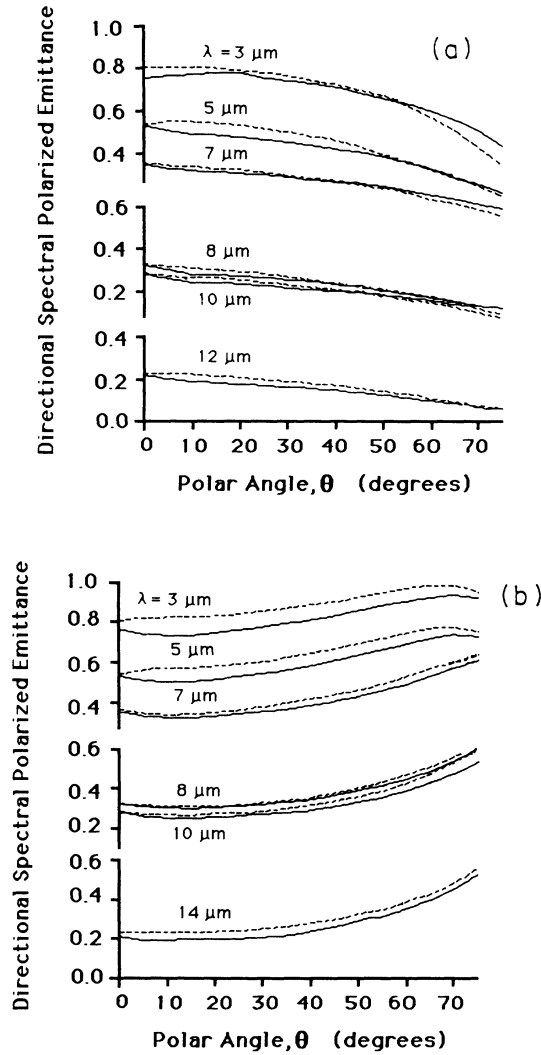 (a)
Directional Spectral Polarized Emittance
1.0
0.8
0.6
0.4
0.6
0.4
0.2
0.4
0.2
0.0
λ = 3 μm
5 μm
7 μm
8 μm
10 μm
12 μm
0 10 20 30 40 50 60 70
Polar Angle, θ (degrees)
(b)
Directional Spectral Polarized Emittance
1.0
0.8
0.6
0.4
0.6
0.4
0.2
0.6
0.4
0.2
0.0
λ = 3 μm
5 μm
7 μm
8 μm
10 μm
14 μm
0 10 20 30 40 50 60 70
Polar Angle, θ (degrees)